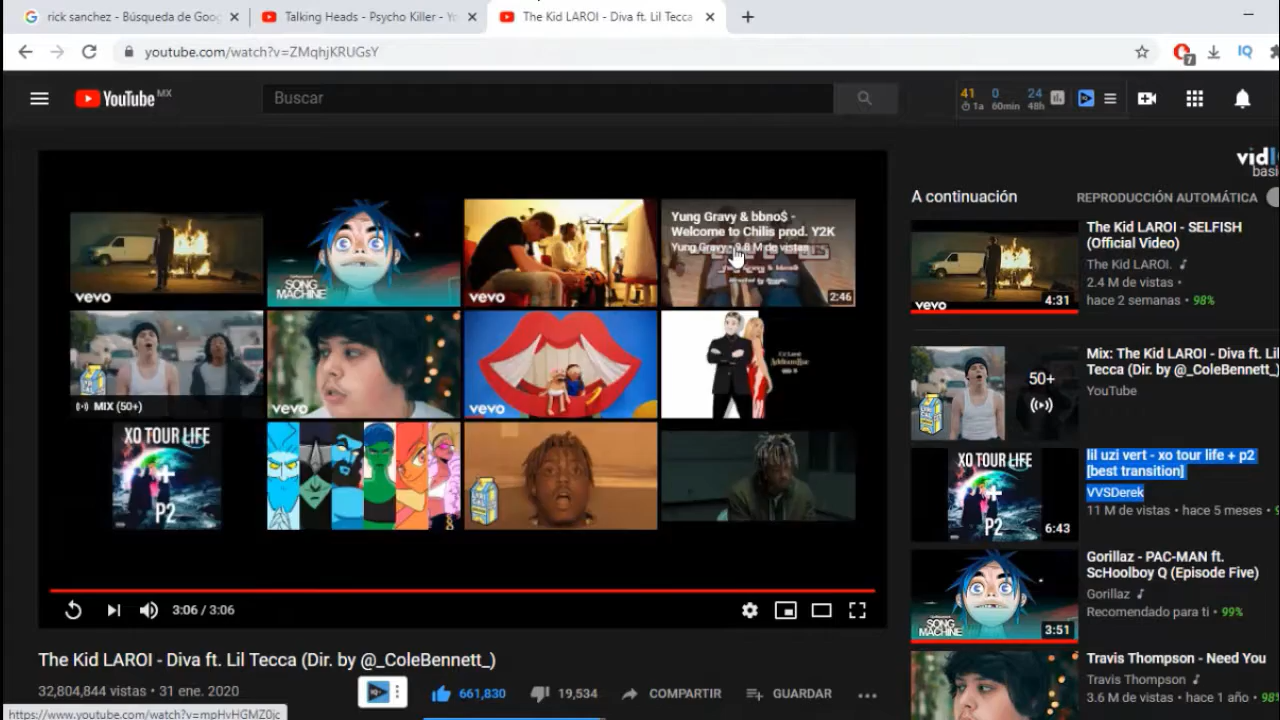 rick sanchez - Búsqueda de Goog
Talking Heads - Psycho Killer - Yo
The Kid LAROI - Diva ft. Lil Tecca
youtube.com/watch?v=ZMqhjKRUGsY
7
IQ
YouTube MX
Buscar
41 0 24
1a 60min 48h
vidI
basi
A continuación
REPRODUCCIÓN AUTOMÁTICA
vevo
SONG MACHINE
vevo
Yung Gravy & bbno$ -
Welcome to Chilis prod. Y2K
Yung Gravy • 9.8 M de vistas
2:46
MIX (50+)
vevo
vevo
XO TOUR LIFE
+
P2
3:06 / 3:06
The Kid LAROI - SELFISH
(Official Video)
The Kid LAROI.
2.4 M de vistas •
hace 2 semanas • 98%
vevo
4:31
Mix: The Kid LAROI - Diva ft. Lil
Tecca (Dir. by @_ColeBennett_)
YouTube
50+
lil uzi vert - xo tour life + p2
[best transition]
VVSDerek
11 M de vistas • hace 5 meses • 9
XO TOUR LIFE
+
P2
6:43
Gorillaz - PAC-MAN ft.
ScHoolboy Q (Episode Five)
Gorillaz
Recomendado para ti • 99%
SONG MACHINE
3:51
Travis Thompson - Need You
Travis Thompson
3.6 M de vistas • hace 1 año • 98%
The Kid LAROI - Diva ft. Lil Tecca (Dir. by @_ColeBennett_)
32,804,844 vistas • 31 ene. 2020
661,830
19,534
COMPARTIR
GUARDAR
https://www.youtube.com/watch?v=mpHvHGMZ0jc